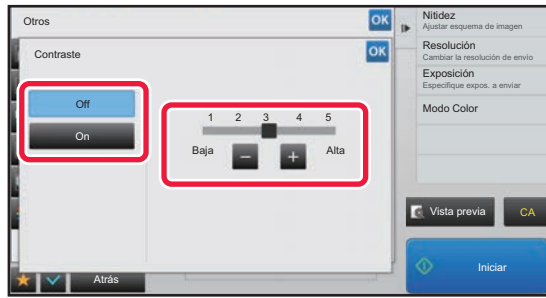 Otros
OK
Contraste
OK
Off
On
1 2 3 4 5
Baja
-
+
Alta
Atrás
Nitidez
Ajustar esquema de imagen
Resolución
Cambiar la resolución de envío
Exposición
Especifique expos. a enviar
Modo Color
Vista previa
CA
Iniciar